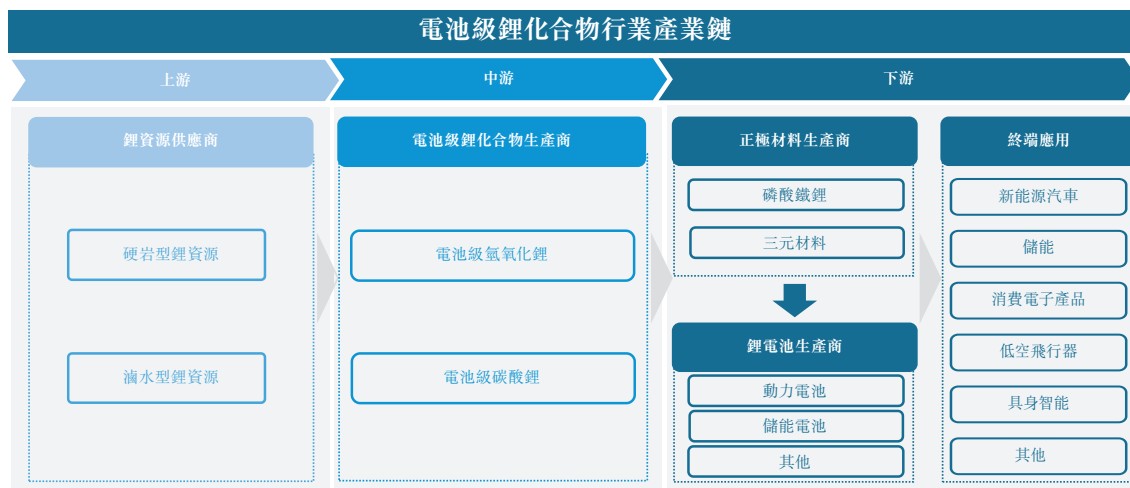 電池級鋰化合物行業產業鏈
上游
中游
下游
鋰資源供應商
硬岩型鋰資源
滷水型鋰資源
電池級鋰化合物生產商
電池級氫氧化鋰
電池級碳酸鋰
正極材料生產商
磷酸鐵鋰
三元材料
鋰電池生產商
動力電池
儲能電池
其他
終端應用
新能源汽車
儲能
消費電子產品
低空飛行器
具身智能
其他